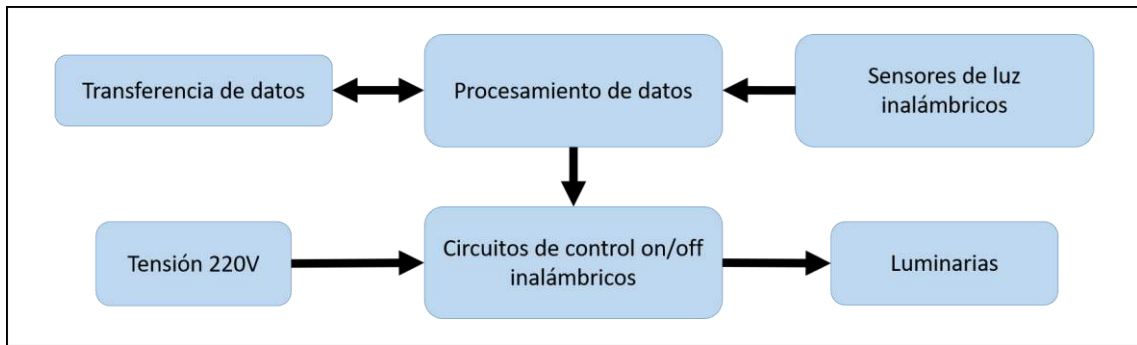 Transferencia de datos
Procesamiento de datos
Sensores de luz
inalámbricos
Tensión 220V
Circuitos de control on/off
inalámbricos
Luminarias